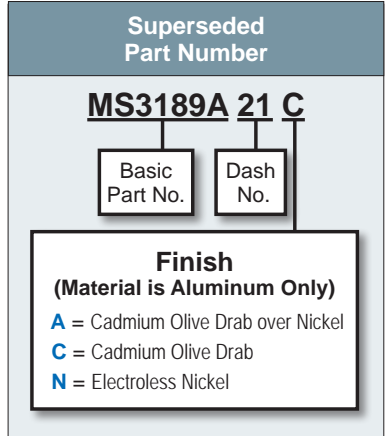 Superseded
Part Number
MS3189A 21 C
Basic
Part No.
Dash
No.
Finish
(Material is Aluminum Only)
A = Cadmium Olive Drab over Nickel
C = Cadmium Olive Drab
N = Electroless Nickel